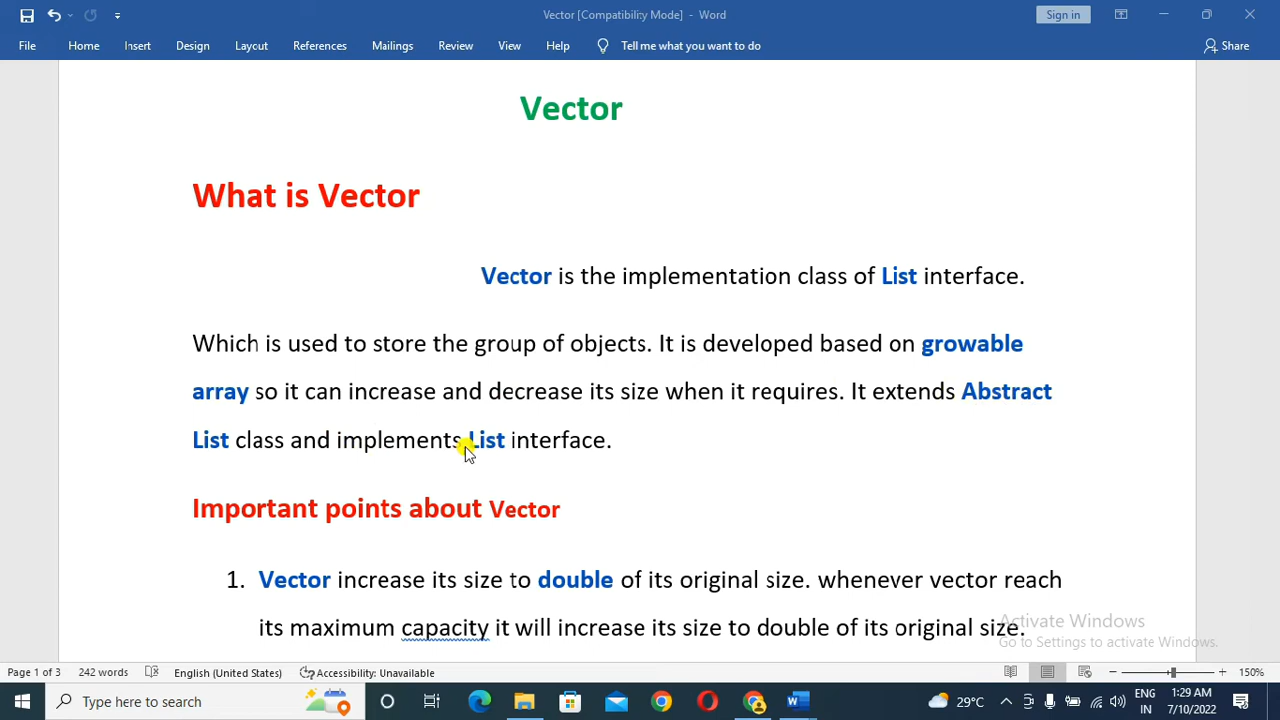 Vector [Compatibility Mode] - Word
Sign in
File Home Insert Design Layout References Mailings Review View Help Tell me what you want to do Share
Vector
What is Vector
Vector is the implementation class of List interface.
Which is used to store the group of objects. It is developed based on growable
array so it can increase and decrease its size when it requires. It extends Abstract
List class and implements List interface.
Important points about Vector
1. Vector increase its size to double of its original size. whenever vector reach
its maximum capacity it will increase its size to double of its original size.
Activate Windows
Go to Settings to activate Windows.
Page 1 of 3 242 words English (United States) Accessibility: Unavailable 150%
Type here to search 29°C ENG 1:29 AM
IN 7/10/2022